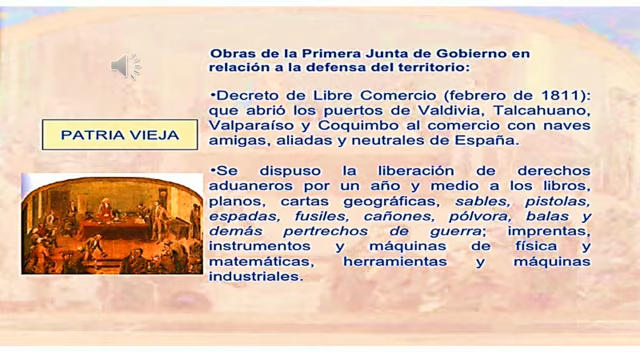 Obras de la Primera Junta de Gobierno en
relación a la defensa del territorio:
•Decreto de Libre Comercio (febrero de 1811):
que abrió los puertos de Valdivia, Talcahuano,
Valparaíso y Coquimbo al comercio con naves
amigas, aliadas y neutrales de España.
PATRIA VIEJA
•Se dispuso la liberación de derechos
aduaneros por un año y medio a los libros,
planos, cartas geográficas, sables, pistolas,
espadas, fusiles, cañones, pólvora, balas y
demás pertrechos de guerra; imprentas,
instrumentos y máquinas de física y
matemáticas, herramientas y máquinas
industriales.